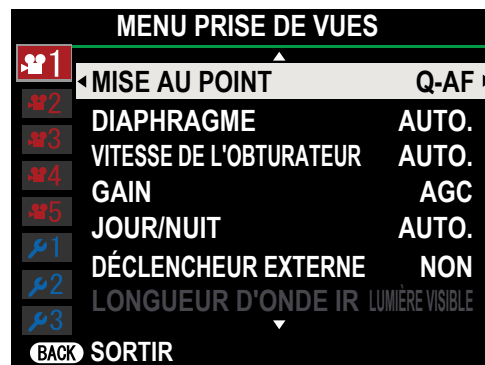 MENU PRISE DE VUES
1
MISE AU POINT Q-AF
2
DIAPHRAGME AUTO.
3
VITESSE DE L'OBTURATEUR AUTO.
4
GAIN AGC
5
JOUR/NUIT AUTO.
1
DÉCLENCHEUR EXTERNE NON
2
LONGUEUR D'ONDE IR LUMIÈRE VISIBLE
3
BACK SORTIR